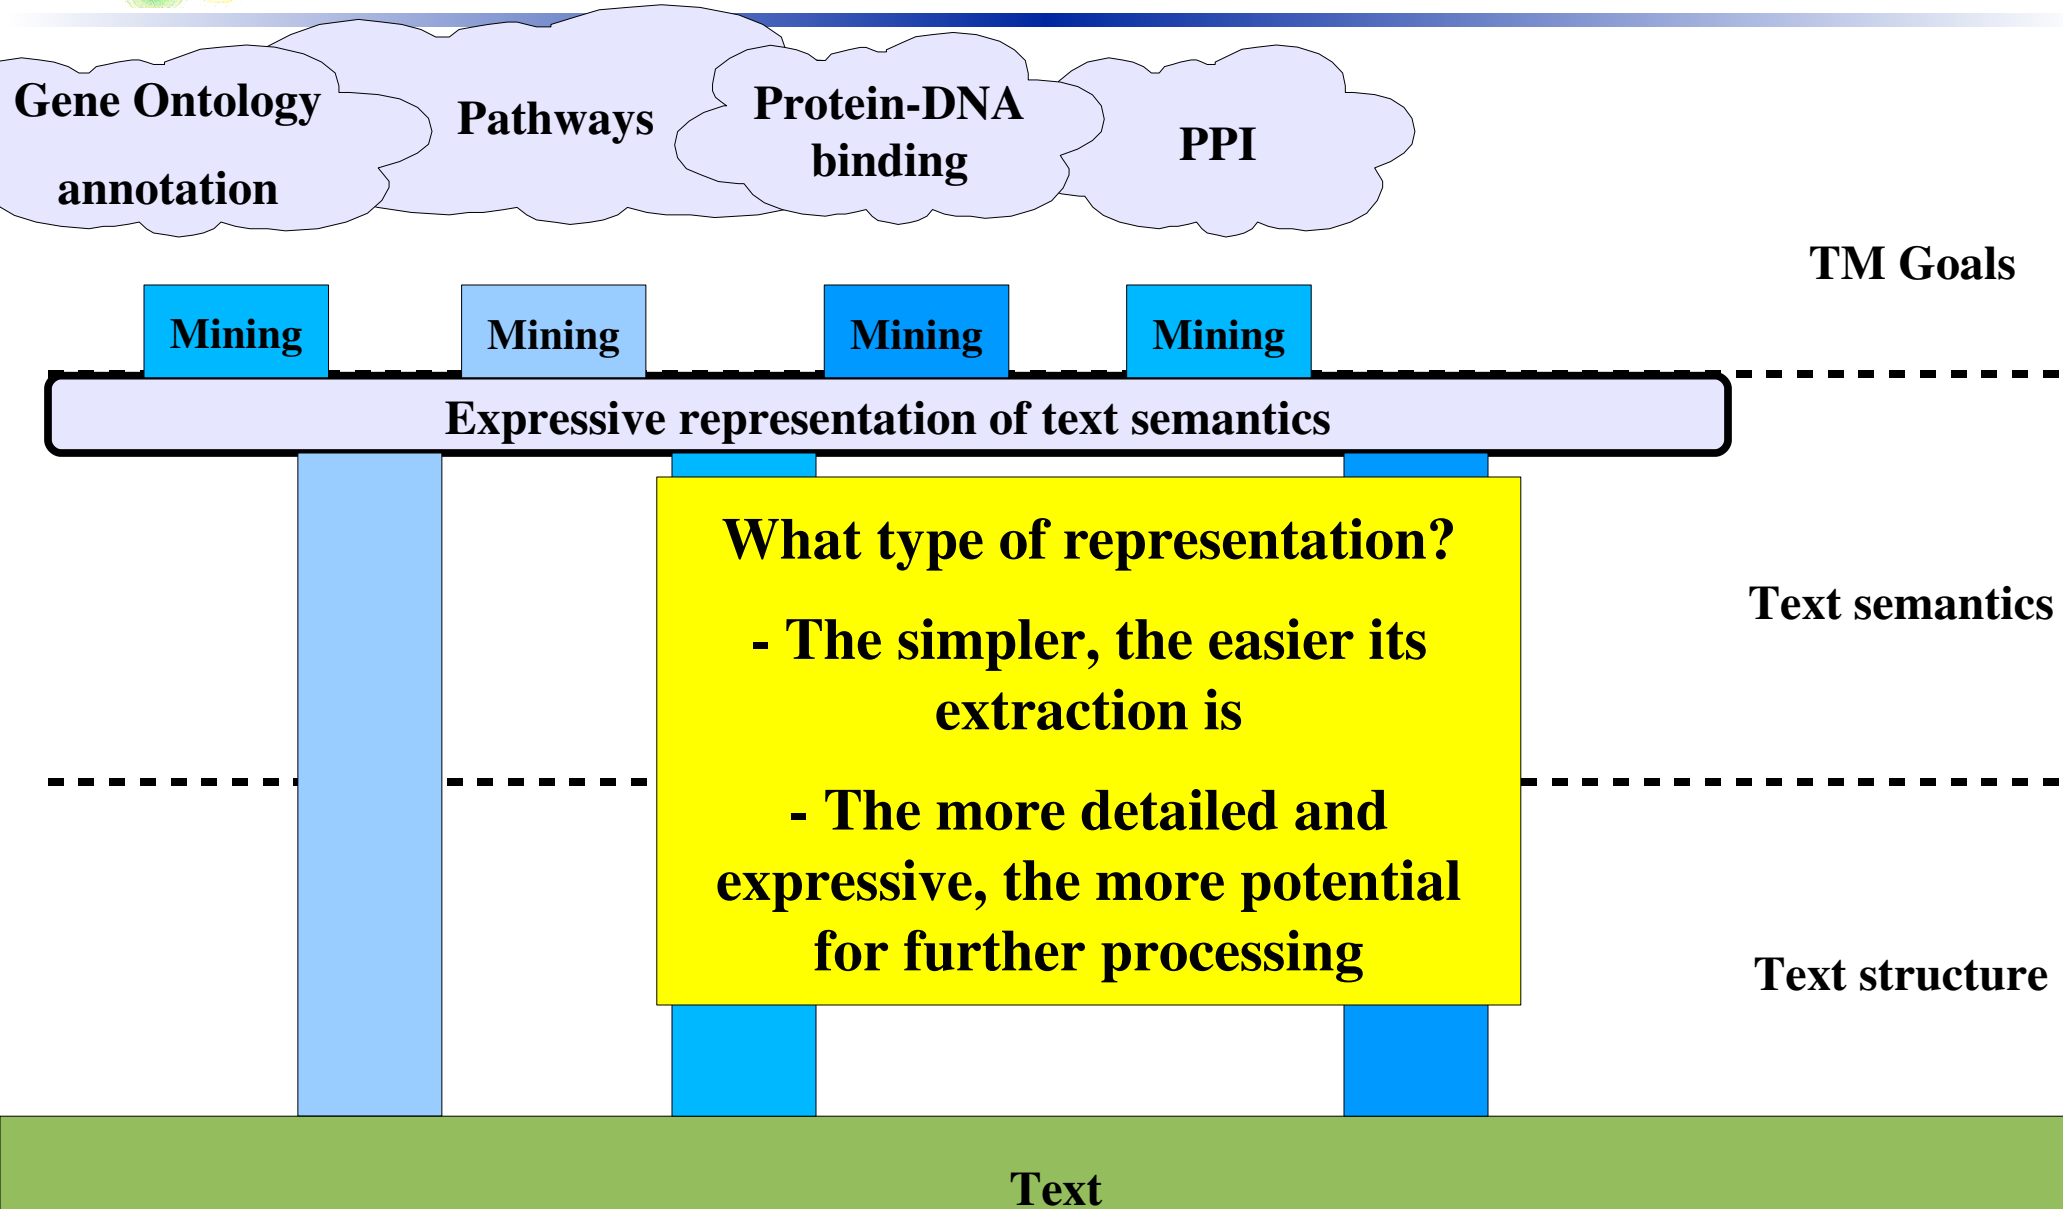 Gene Ontology
annotation
Pathways
Protein-DNA
binding
PPI
TM Goals
Mining
Mining
Mining
Mining
Expressive representation of text semantics
What type of representation?
- The simpler, the easier its
extraction is
- The more detailed and
expressive, the more potential
for further processing
Text semantics
Text structure
Text